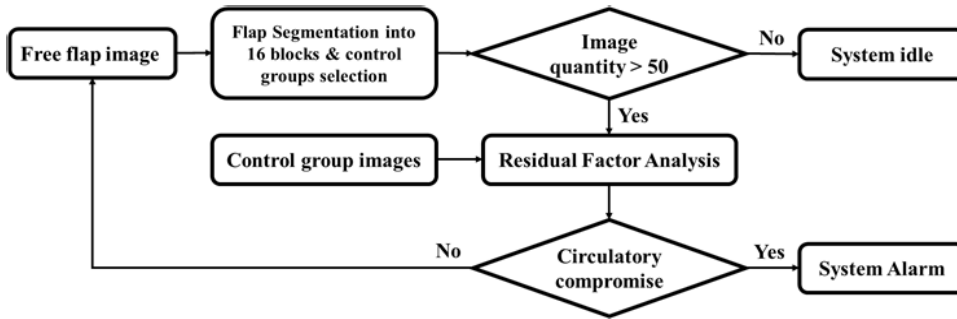 Free flap image
Flap Segmentation into
16 blocks & control
groups selection
Image
quantity > 50
No
System idle
Yes
Control group images
Residual Factor Analysis
No
Circulatory
compromise
Yes
System Alarm